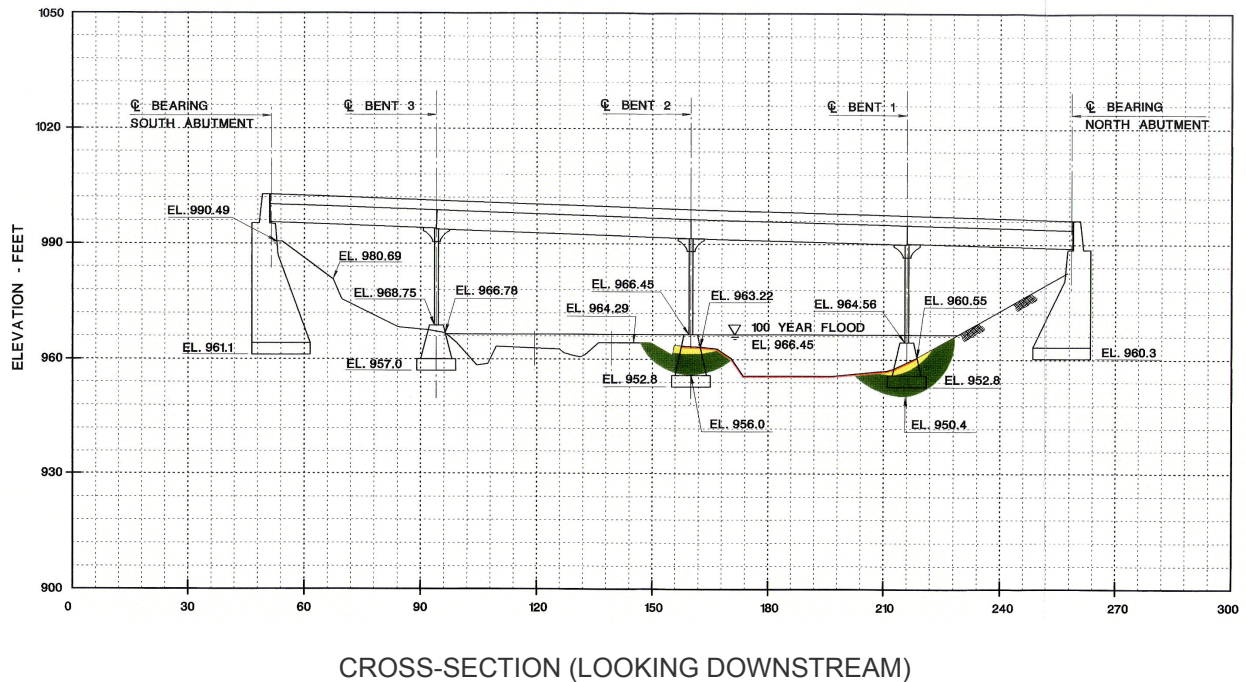 1050
1020
990
960
930
900
ELEVATION - FEET
℄ BEARING
SOUTH ABUTMENT
℄ BENT 3
℄ BENT 2
℄ BENT 1
℄ BEARING
NORTH ABUTMENT
EL. 990.49
EL. 980.69
EL. 968.75
EL. 966.78
EL. 966.45
EL. 963.22
EL. 964.29
EL. 964.56
EL. 960.55
100 YEAR FLOOD
EL. 966.45
EL. 961.1
EL. 957.0
EL. 952.8
EL. 956.0
EL. 952.8
EL. 950.4
EL. 960.3
0 30 60 90 120 150 180 210 240 270 300
CROSS-SECTION (LOOKING DOWNSTREAM)